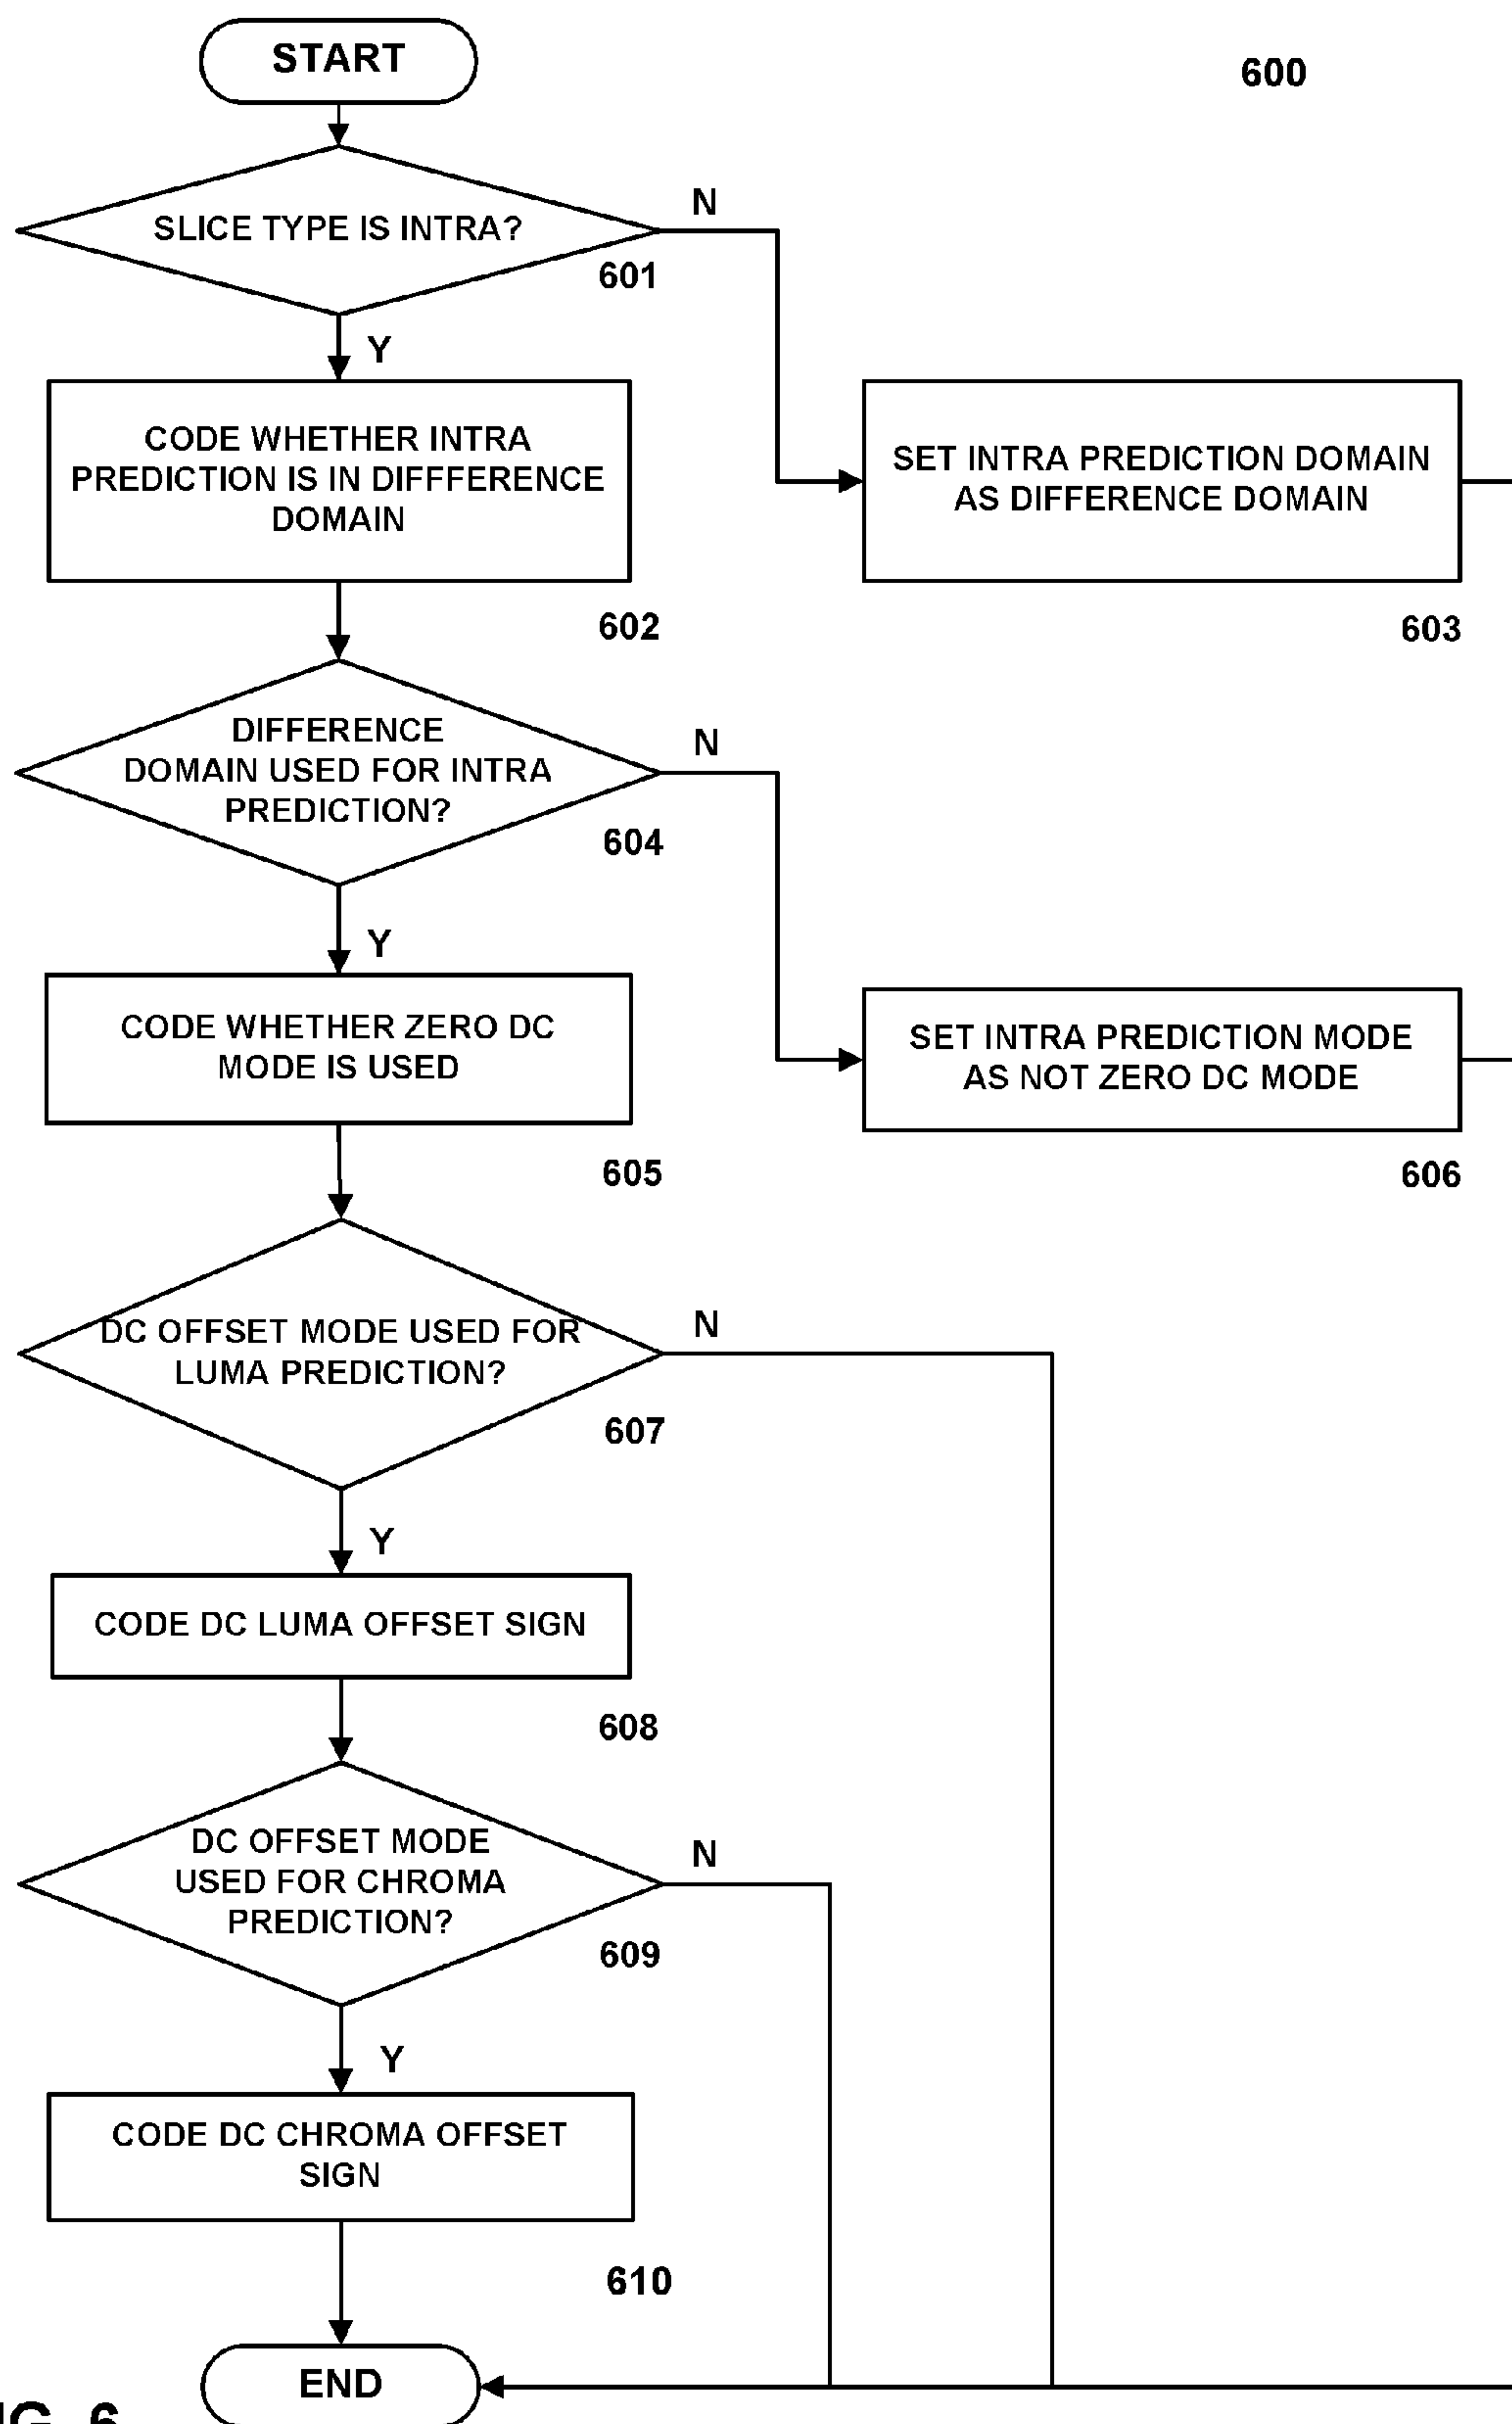 START
600
SLICE TYPE IS INTRA?
N
601
Y
CODE WHETHER INTRA
PREDICTION IS IN DIFFFERENCE
DOMAIN
602
SET INTRA PREDICTION DOMAIN
AS DIFFERENCE DOMAIN
603
DIFFERENCE
DOMAIN USED FOR INTRA
PREDICTION?
N
604
Y
CODE WHETHER ZERO DC
MODE IS USED
605
SET INTRA PREDICTION MODE
AS NOT ZERO DC MODE
606
DC OFFSET MODE USED FOR
LUMA PREDICTION?
N
607
Y
CODE DC LUMA OFFSET SIGN
608
DC OFFSET MODE
USED FOR CHROMA
PREDICTION?
N
609
Y
CODE DC CHROMA OFFSET
SIGN
610
END
IG. 6